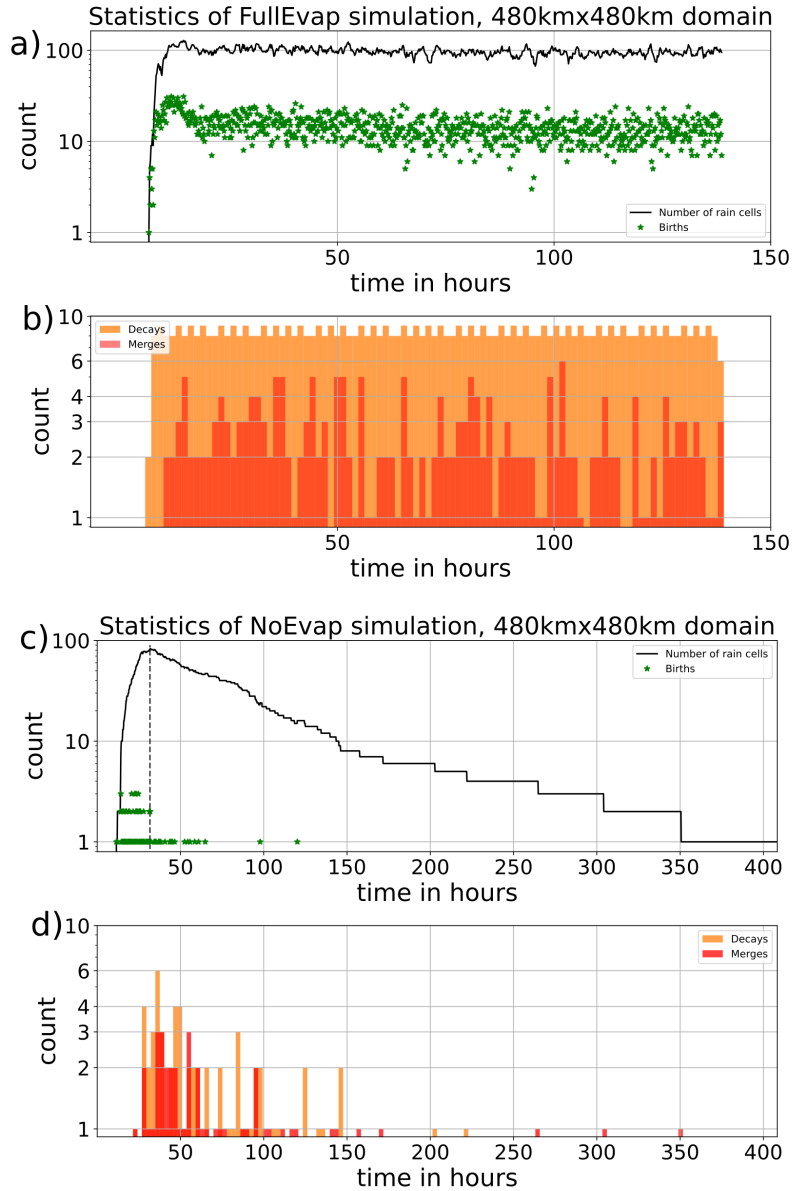 Statistics of FullEvap simulation, 480kmx480km domain
a)
100
10
1
count
Number of rain cells
Births
50
100
150
time in hours
b)
10
6
4
3
2
1
count
Decays
Merges
50
100
150
time in hours
Statistics of NoEvap simulation, 480kmx480km domain
c)
100
10
1
count
Number of rain cells
Births
50
100
150
200
250
300
350
400
time in hours
d)
10
6
4
3
2
1
count
Decays
Merges
50
100
150
200
250
300
350
400
time in hours